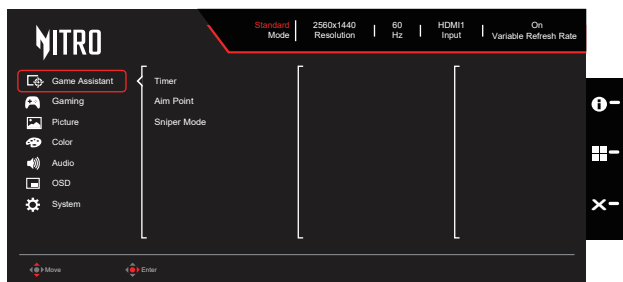 NITRO
Standard 2560x1440 60 HDMI1 On
Mode Resolution Hz Input Variable Refresh Rate
Game Assistant Timer
Gaming Aim Point
Picture Sniper Mode
Color
Audio
OSD
System
Move Enter